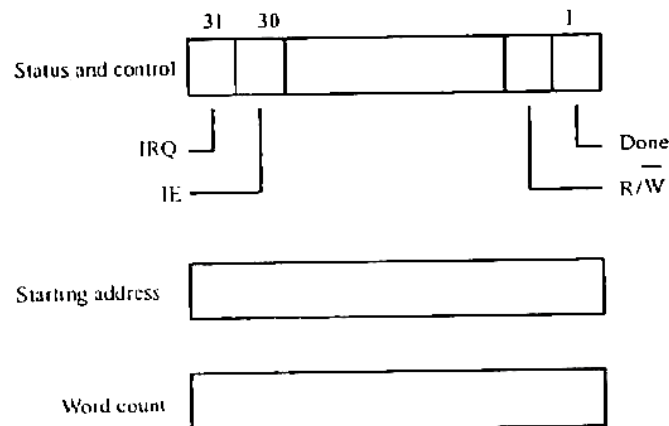 31 30 1
Status and control
IRQ Done
IE R/W̅
Starting address
Word count